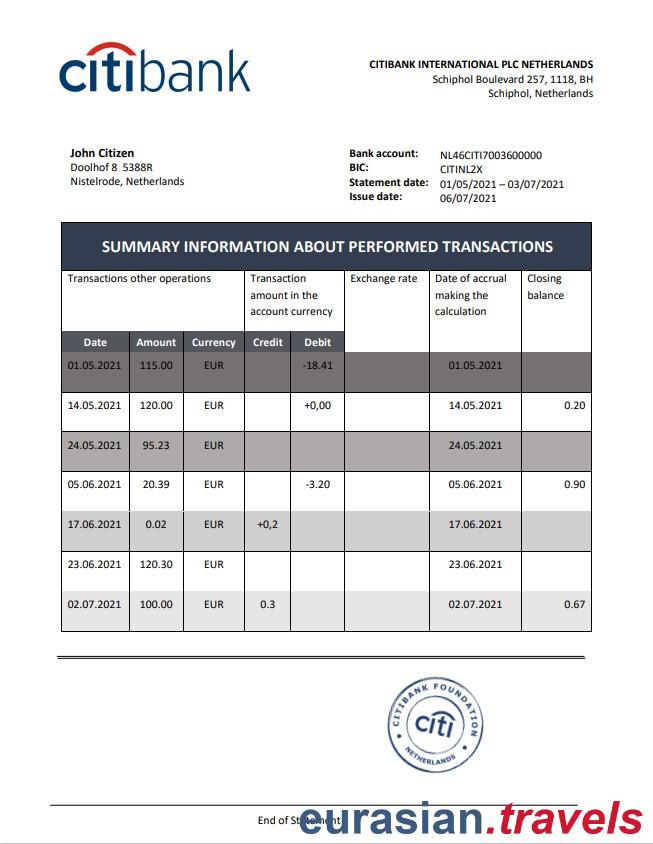 citibank
CITIBANK INTERNATIONAL PLC NETHERLANDS
Schiphol Boulevard 257, 1118, BH
Schiphol, Netherlands
John Citizen
Doolhof 8 5388R
Nistelrode, Netherlands
Bank account: NL46CITI7003600000
BIC: CITINL2X
Statement date: 01/05/2021 – 03/07/2021
Issue date: 06/07/2021
SUMMARY INFORMATION ABOUT PERFORMED TRANSACTIONS
Transactions other operations
Transaction
amount in the
account currency
Exchange rate
Date of accrual
making the
calculation
Closing
balance
Date Amount Currency Credit Debit
01.05.2021 115.00 EUR -18.41 01.05.2021
14.05.2021 120.00 EUR +0,00 14.05.2021 0.20
24.05.2021 95.23 EUR 24.05.2021
05.06.2021 20.39 EUR -3.20 05.06.2021 0.90
17.06.2021 0.02 EUR +0,2 17.06.2021
23.06.2021 120.30 EUR 23.06.2021
02.07.2021 100.00 EUR 0.3 02.07.2021 0.67
CITIBANK FOUNDATION
citi
NETHERLANDS
End of Statement
eurasian.travels